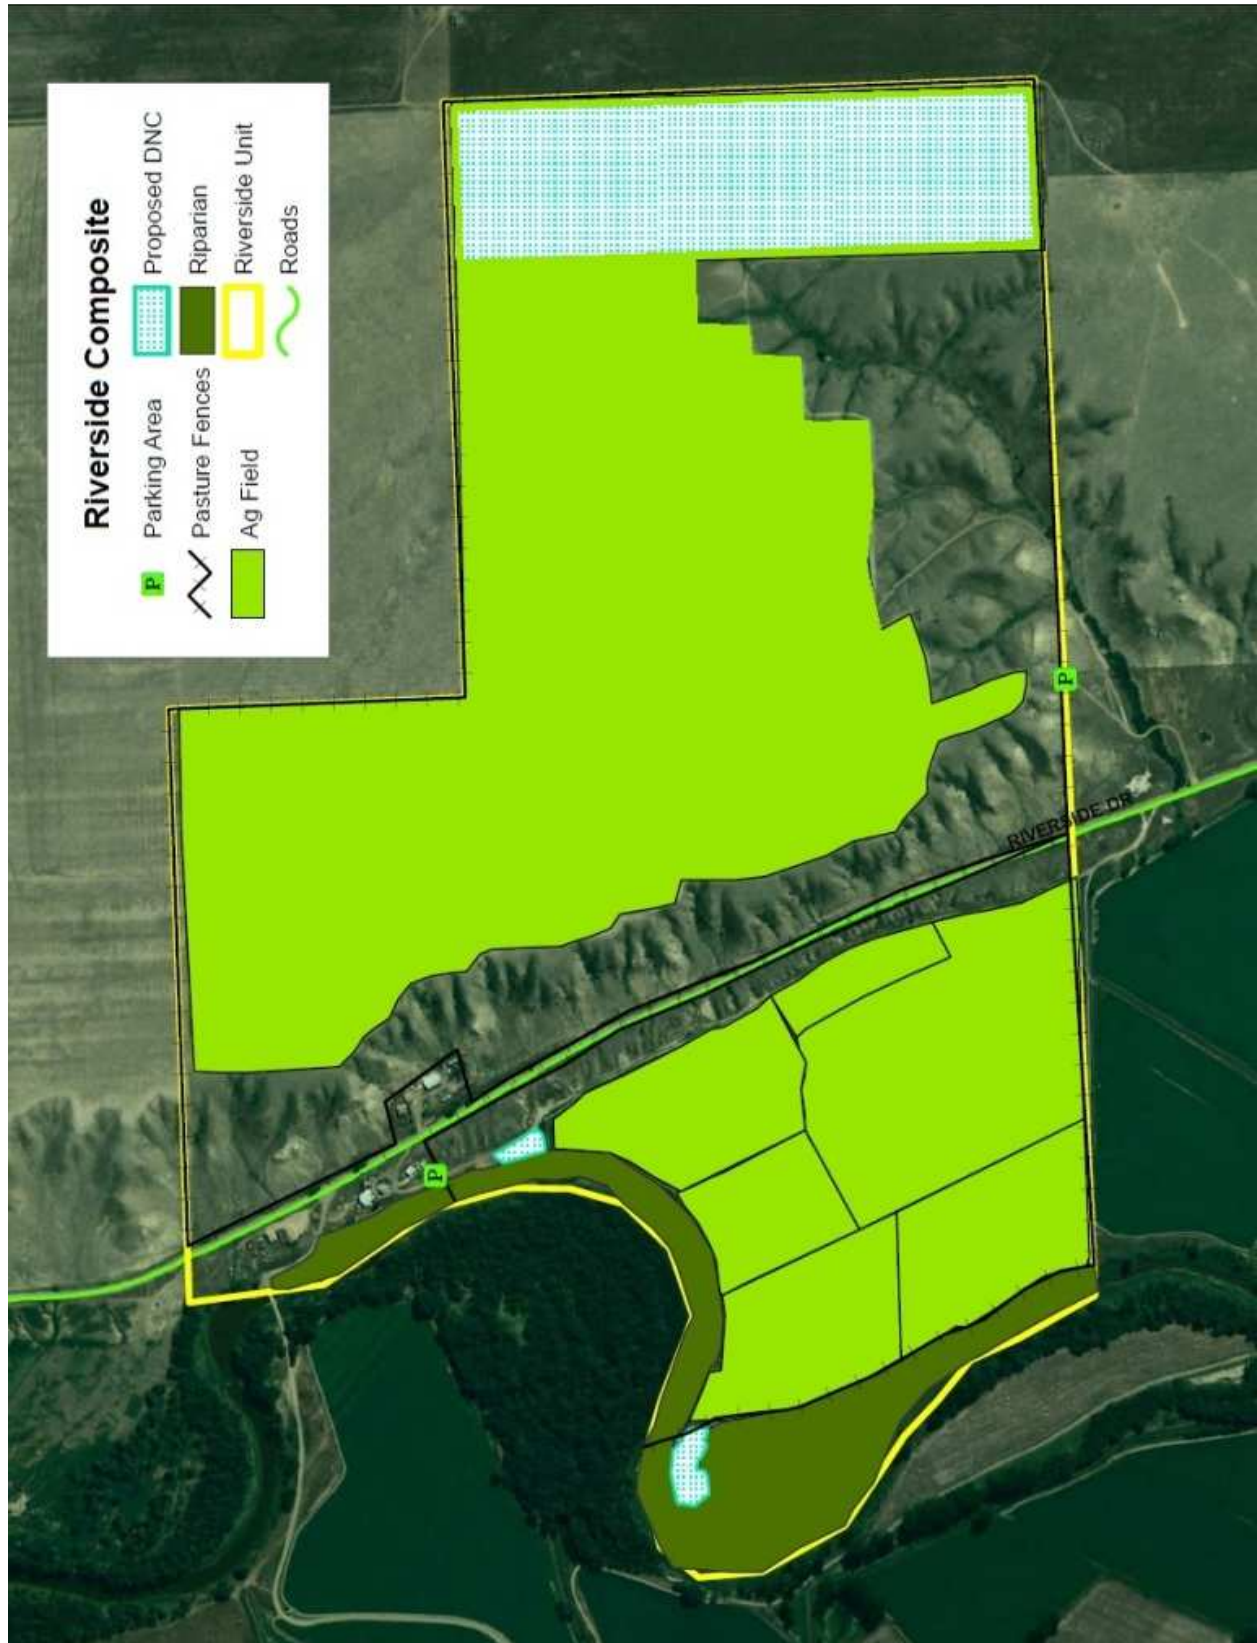 Riverside Composite
P Parking Area
Pasture Fences
Ag Field
Proposed DNC
Riparian
Riverside Unit
Roads
P
RIVERSIDE DR
P